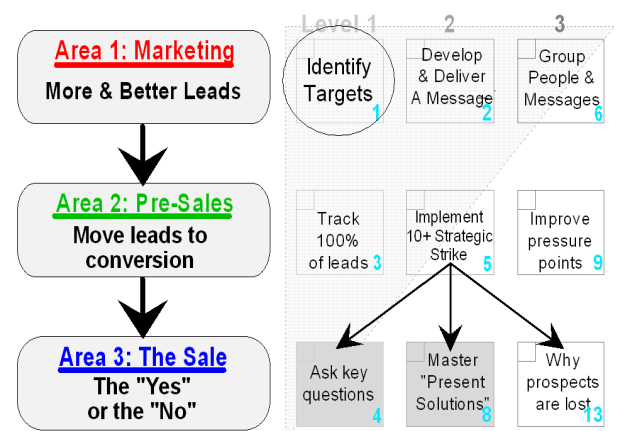 Level 1
2
3
Area 1: Marketing
More & Better Leads
Identify
Targets
1
Develop
& Deliver
A Message
2
Group
People &
Messages
6
Area 2: Pre-Sales
Move leads to
conversion
Track
100%
of leads
3
Implement
10+ Strategic
Strike
5
Improve
pressure
points
9
Area 3: The Sale
The "Yes"
or the "No"
Ask key
questions
4
Master
"Present
Solutions"
8
Why
prospects
are lost
13